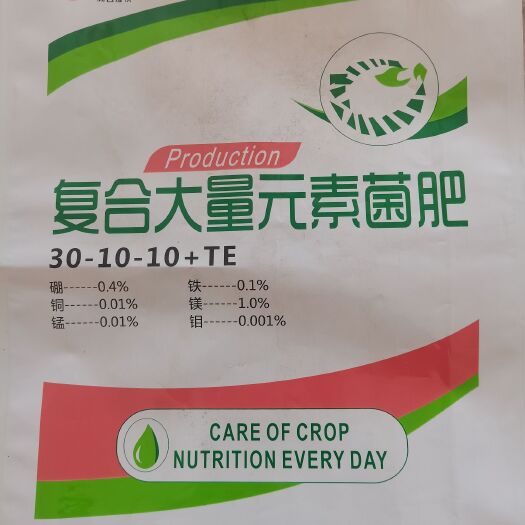 Production
复合大量元素菌肥
30-10-10+TE
硼------0.4% 铁------0.1%
铜------0.01% 镁------1.0%
锰------0.01% 钼------0.001%
CARE OF CROP
NUTRITION EVERY DAY